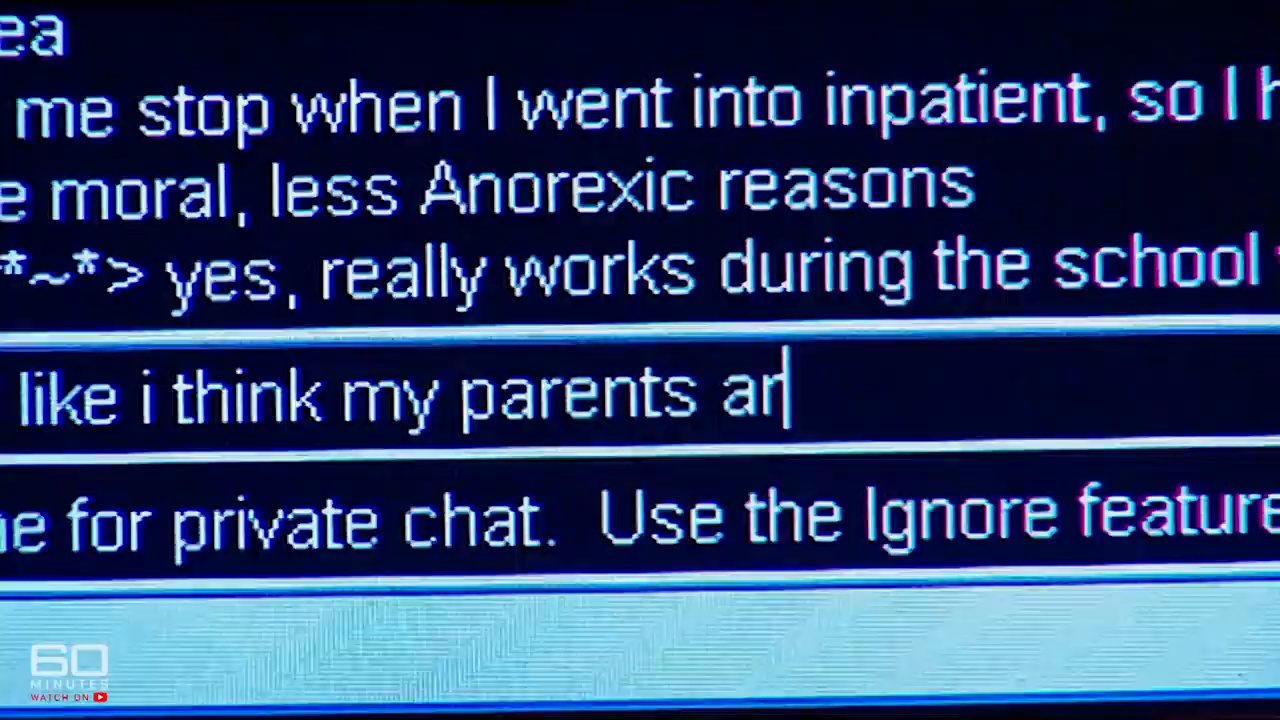 ea
me stop when I went into inpatient, so I h
e moral, less Anorexic reasons
*~*> yes, really works during the school
like i think my parents ar
e for private chat. Use the Ignore feature
60
MINUTES
WATCH ON